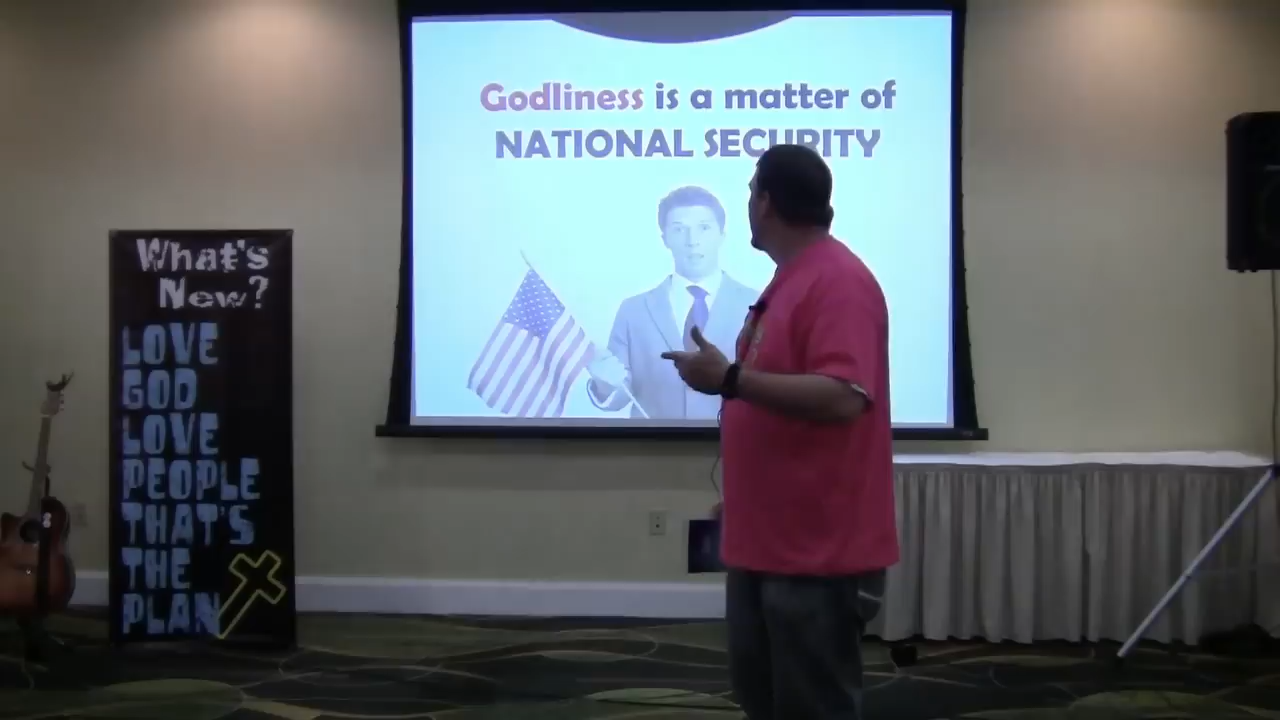 Godliness is a matter of
NATIONAL SECURITY
What's
New?
LOVE
GOD
LOVE
PEOPLE
THAT'S
THE
PLAN